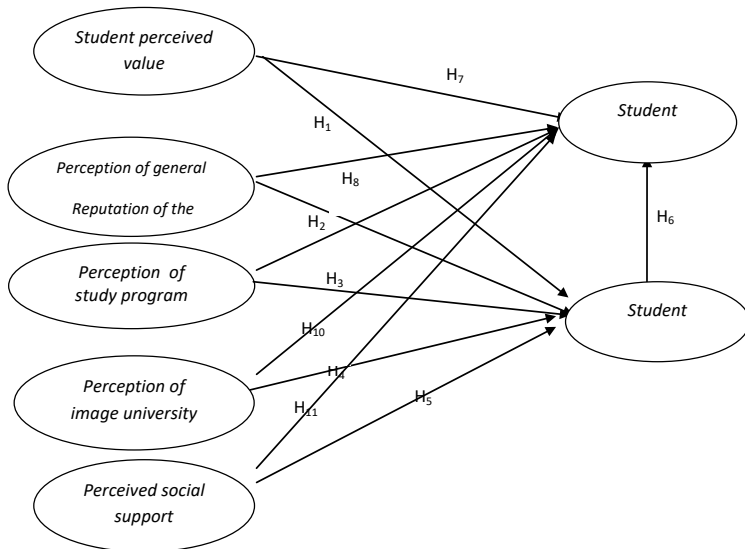 Student perceived
value
H7
Student
H1
Perception of general
Reputation of the
H8
H2
H6
Perception of
study program
H3
Student
H10
Perception of
image university
H4
H5
H11
Perceived social
support